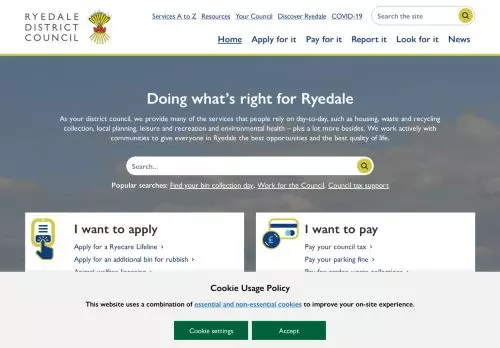 RYEDALE
DISTRICT
COUNCIL
Services A to Z Resources Your Council Discover Ryedale COVID-19
Search the site
Home Apply for it Pay for it Report it Look for it News
Doing what's right for Ryedale
As your district council, we provide many of the services that people rely on day-to-day, such as housing, waste and recycling
collection, local planning, leisure and recreation and environmental health – plus a lot more besides. We work actively with
communities to give everyone in Ryedale the best opportunities and the best quality of life.
Search...
Popular searches: Find your bin collection day, Work for the Council, Council tax support
I want to apply
Apply for a Ryecare Lifeline ›
Apply for an additional bin for rubbish ›
Animal welfare licensing ›
I want to pay
Pay your council tax ›
Pay your parking fine ›
Pay for garden waste collections ›
Cookie Usage Policy
This website uses a combination of essential and non-essential cookies to improve your on-site experience.
Cookie settings
Accept